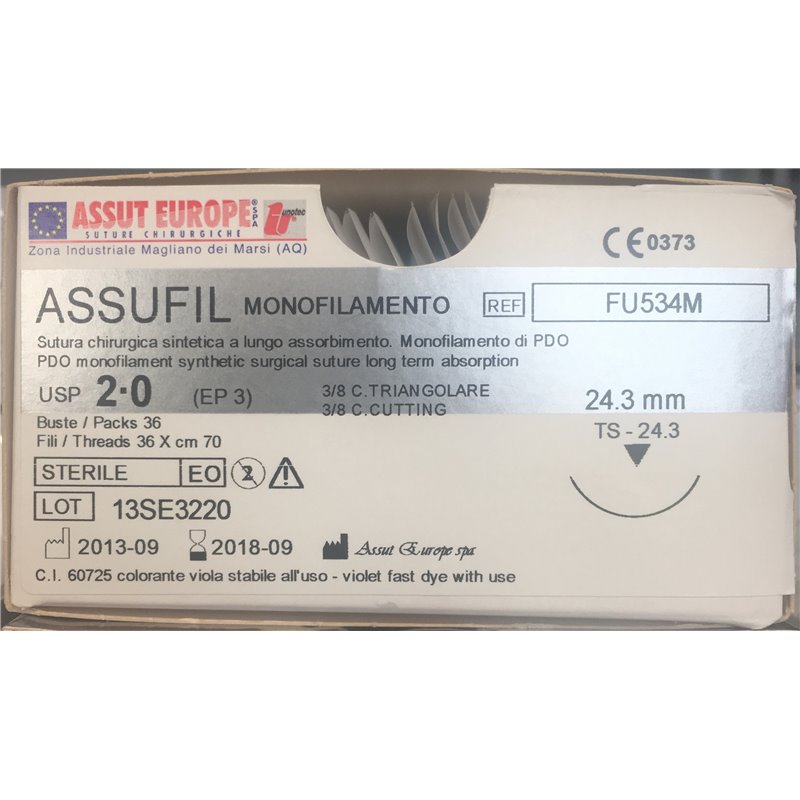 ASSUT EUROPE® SPA
SUTURE CHIRURGICHE
unotec®
Zona Industriale Magliano dei Marsi (AQ)
CE 0373
ASSUFIL MONOFILAMENTO REF FU534M
Sutura chirurgica sintetica a lungo assorbimento. Monofilamento di PDO
PDO monofilament synthetic surgical suture long term absorption
USP 2·0 (EP 3) 3/8 C.TRIANGOLARE 24.3 mm
3/8 C.CUTTING
Buste / Packs 36 TS - 24.3
Fili / Threads 36 X cm 70
STERILE EO 2
LOT 13SE3220
2013-09 2018-09 Assut Europe spa
C.I. 60725 colorante viola stabile all'uso - violet fast dye with use